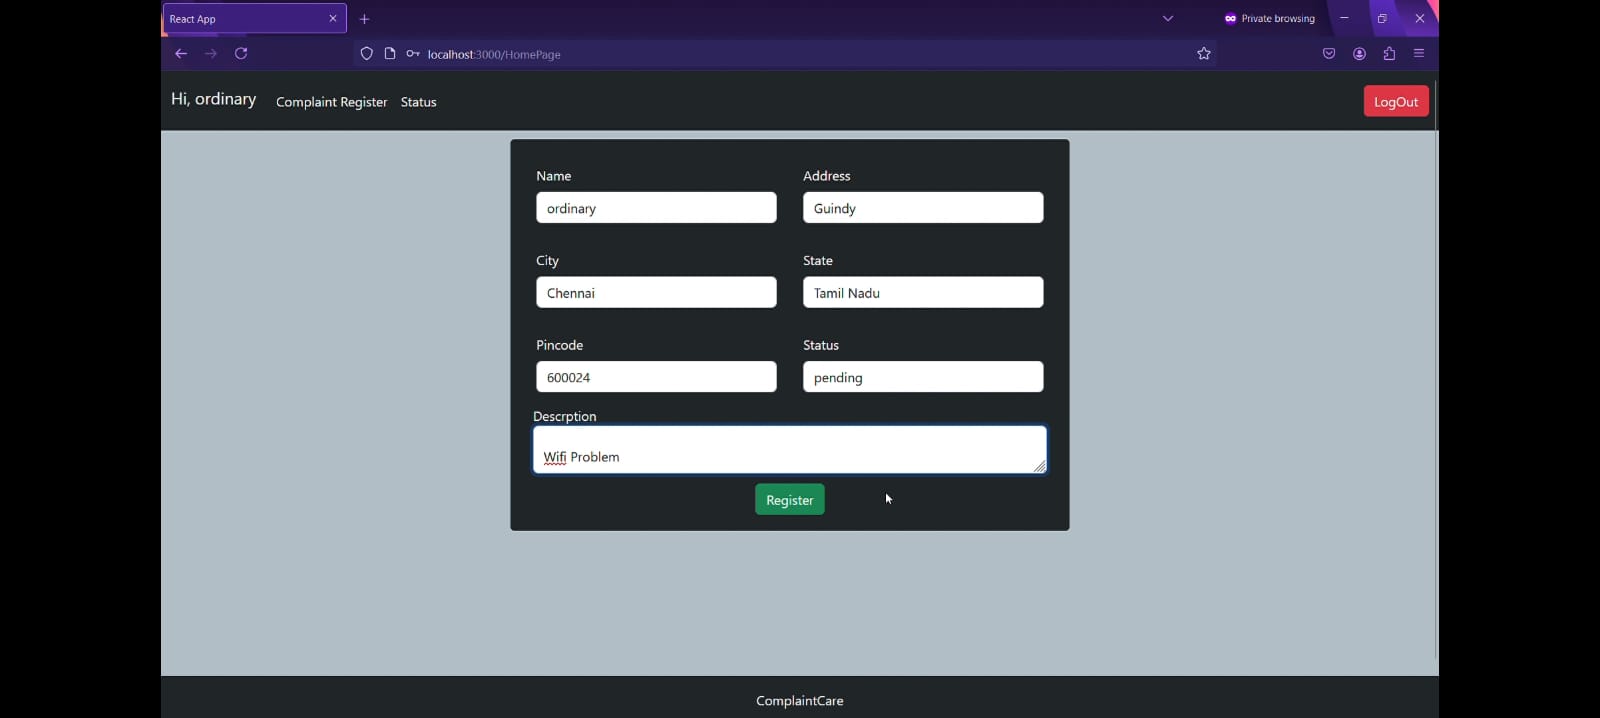 React App
Private browsing
localhost:3000/HomePage
Hi, ordinary Complaint Register Status LogOut
Name Address
ordinary Guindy
City State
Chennai Tamil Nadu
Pincode Status
600024 pending
Descrption
Wifi Problem
Register
ComplaintCare